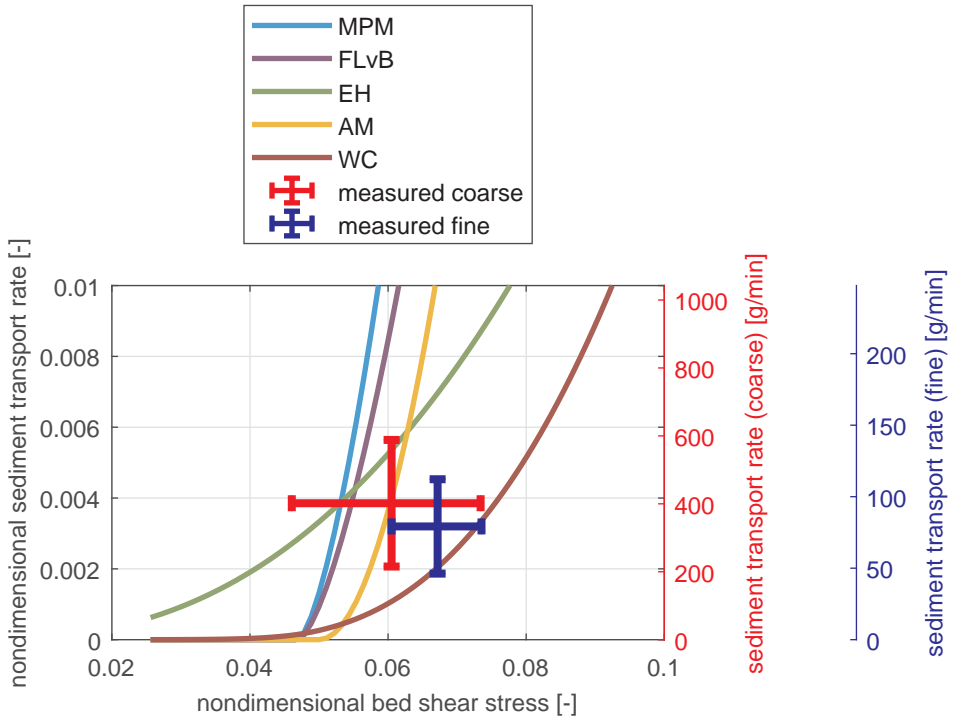 MPM
FLvB
EH
AM
WC
measured coarse
measured fine
nondimensional sediment transport rate [-]
0.01
0.008
0.006
0.004
0.002
0
0.02
0.04
0.06
0.08
0.1
nondimensional bed shear stress [-]
1000
800
600
400
200
0
sediment transport rate (coarse) [g/min]
200
150
100
50
0
sediment transport rate (fine) [g/min]